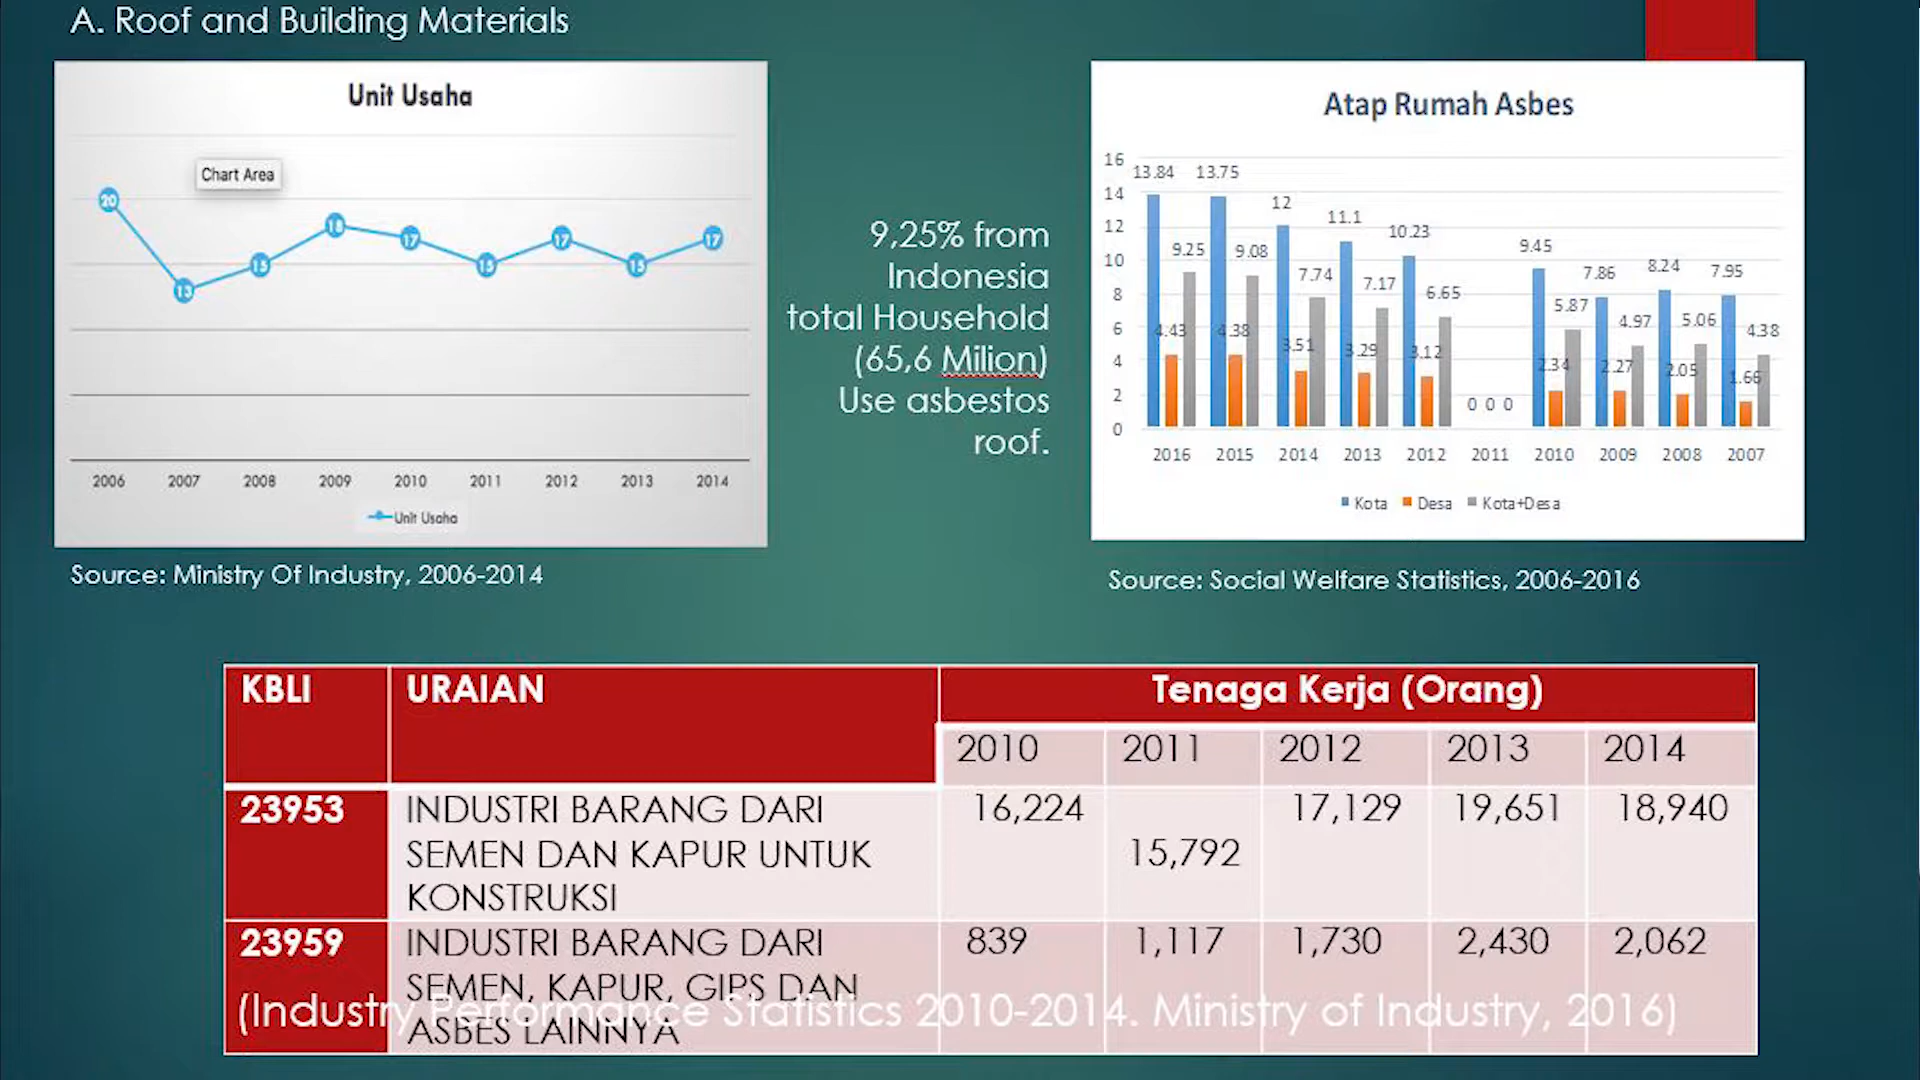 A. Roof and Building Materials
Unit Usaha
Chart Area
20
13
15
18
17
15
17
15
17
2006 2007 2008 2009 2010 2011 2012 2013 2014
Unit Usaha
Source: Ministry Of Industry, 2006-2014
9,25% from
Indonesia
total Household
(65,6 Milion)
Use asbestos
roof.
Atap Rumah Asbes
16
14
12
10
8
6
4
2
0
13.84 13.75 12 11.1 10.23 0 9.45 7.86 8.24 7.95
4.43 4.38 3.51 3.29 3.12 0 2.34 2.27 2.05 1.66
9.25 9.08 7.74 7.17 6.65 0 5.87 4.97 5.06 4.38
2016 2015 2014 2013 2012 2011 2010 2009 2008 2007
Kota Desa Kota+Desa
Source: Social Welfare Statistics, 2006-2016
KBLI URAIAN Tenaga Kerja (Orang)
2010 2011 2012 2013 2014
23953 INDUSTRI BARANG DARI 16,224 17,129 19,651 18,940
SEMEN DAN KAPUR UNTUK 15,792
KONSTRUKSI
23959 INDUSTRI BARANG DARI 839 1,117 1,730 2,430 2,062
SEMEN, KAPUR, GIPS DAN
ASBES LAINNYA
(Industry Performance Statistics 2010-2014. Ministry of Industry, 2016)